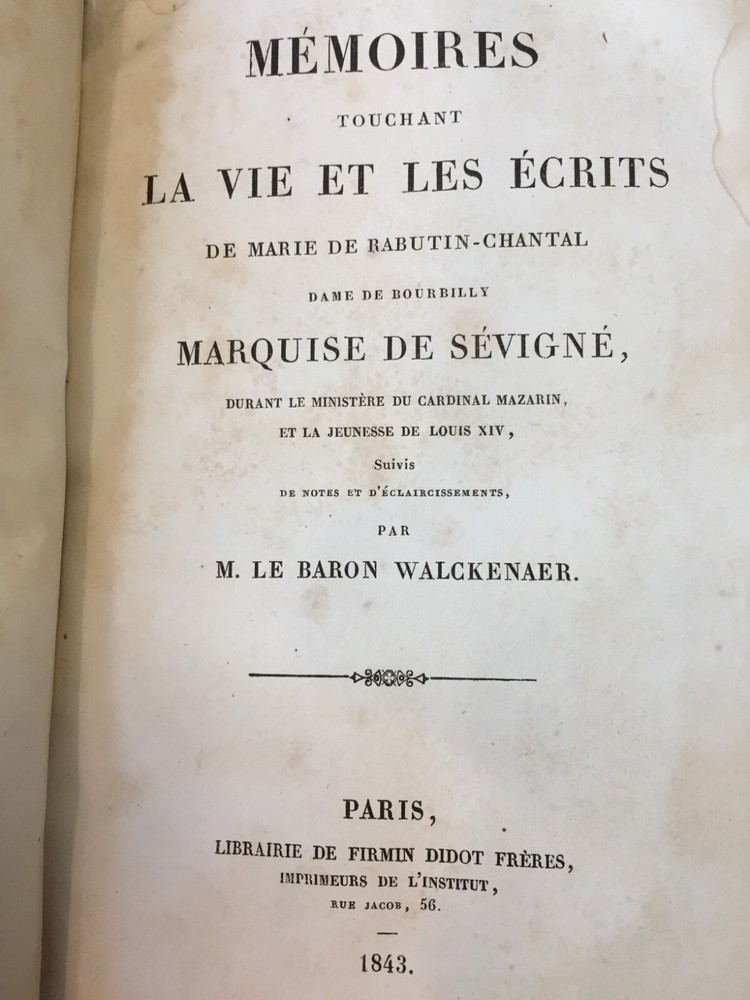 MÉMOIRES
TOUCHANT
LA VIE ET LES ÉCRITS
DE MARIE DE RABUTIN-CHANTAL
DAME DE BOURBILLY
MARQUISE DE SÉVIGNÉ,
DURANT LE MINISTÈRE DU CARDINAL MAZARIN,
ET LA JEUNESSE DE LOUIS XIV,
Suivis
DE NOTES ET D'ÉCLAIRCISSEMENTS,
PAR
M. LE BARON WALCKENAER.
PARIS,
LIBRAIRIE DE FIRMIN DIDOT FRÈRES,
IMPRIMEURS DE L'INSTITUT,
RUE JACOB, 56.
—
1843.